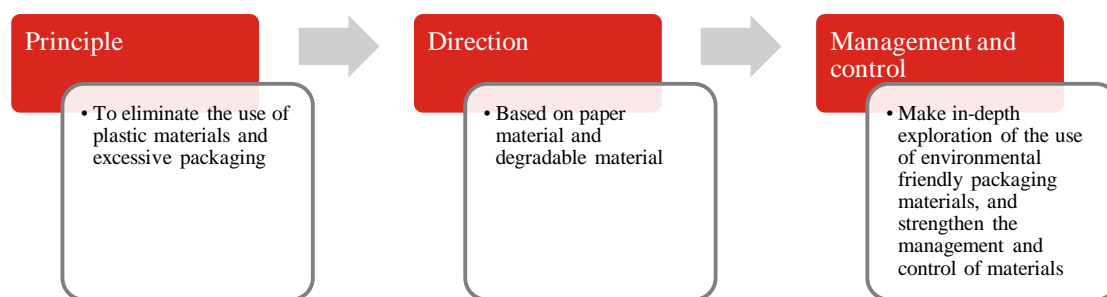 Principle
• To eliminate the use of
plastic materials and
excessive packaging
Direction
• Based on paper
material and
degradable material
Management and
control
• Make in-depth
exploration of the use
of environmental
friendly packaging
materials, and
strengthen the
management and
control of materials